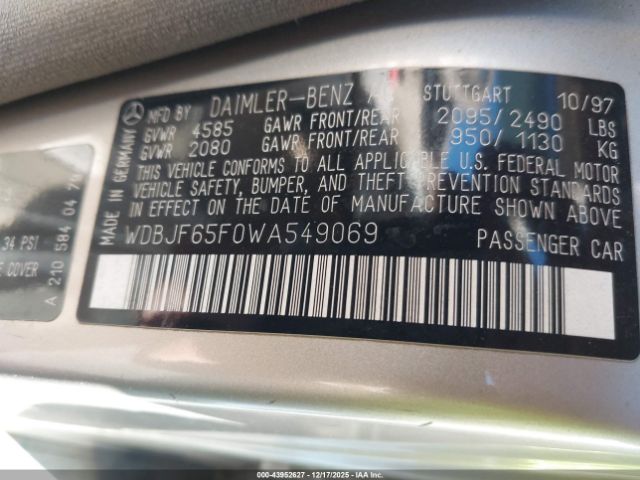 MFD BY DAIMLER-BENZ AG STUTTGART 10/97
GVWR 4585 GAWR FRONT/REAR 2095/2490 LBS
GVWR 2080 GAWR FRONT/REAR 950/1130 KG
THIS VEHICLE CONFORMS TO ALL APPLICABLE U.S. FEDERAL MOTOR
VEHICLE SAFETY, BUMPER, AND THEFT PREVENTION STANDARDS
IN EFFECT ON THE DATE OF MANUFACTURE SHOWN ABOVE
WDBJF65F0WA549069 PASSENGER CAR
MADE IN GERMANY
34 PSI
COVER
A 210 584 04
-000-43952627 - 12/17/2025 - IAAI.COM-